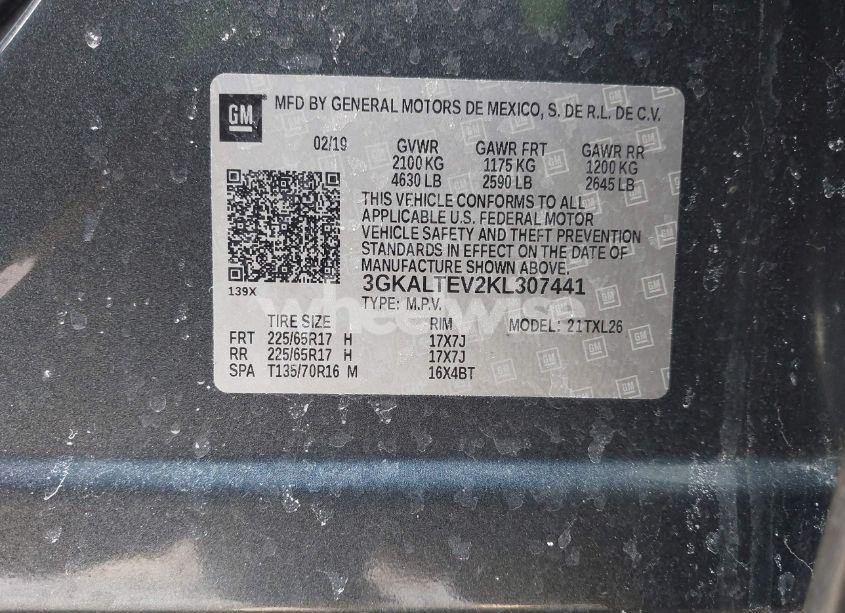 GM MFD BY GENERAL MOTORS DE MEXICO, S. DE R.L. DE C.V.
02/19 GVWR GAWR FRT GAWR RR
2100 KG 1175 KG 1200 KG
4630 LB 2590 LB 2645 LB
THIS VEHICLE CONFORMS TO ALL
APPLICABLE U.S. FEDERAL MOTOR
VEHICLE SAFETY AND THEFT PREVENTION
STANDARDS IN EFFECT ON THE DATE OF
MANUFACTURE SHOWN ABOVE.
139X 3GKALTEV2KL307441
TYPE: M.P.V.
TIRE SIZE RIM MODEL: 21TXL26
FRT 225/65R17 H 17X7J
RR 225/65R17 H 17X7J
SPA T135/70R16 M 16X4BT